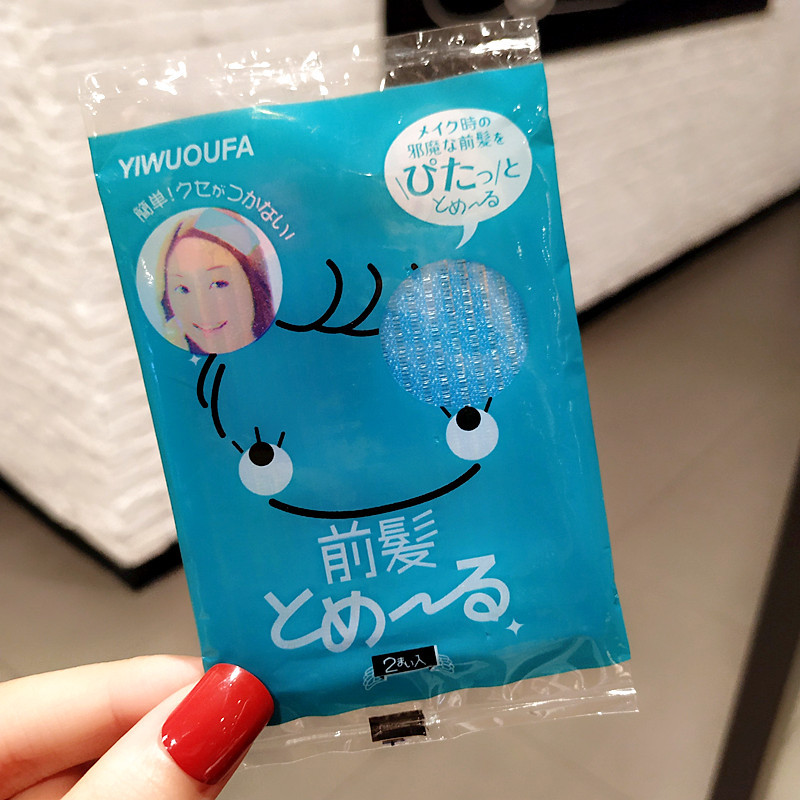 YIWUOUFA
簡単！クセがつかない！
メイク時の
邪魔な前髪を
ぴたっと
とめ〜る
前髪
とめ〜る
2まい入